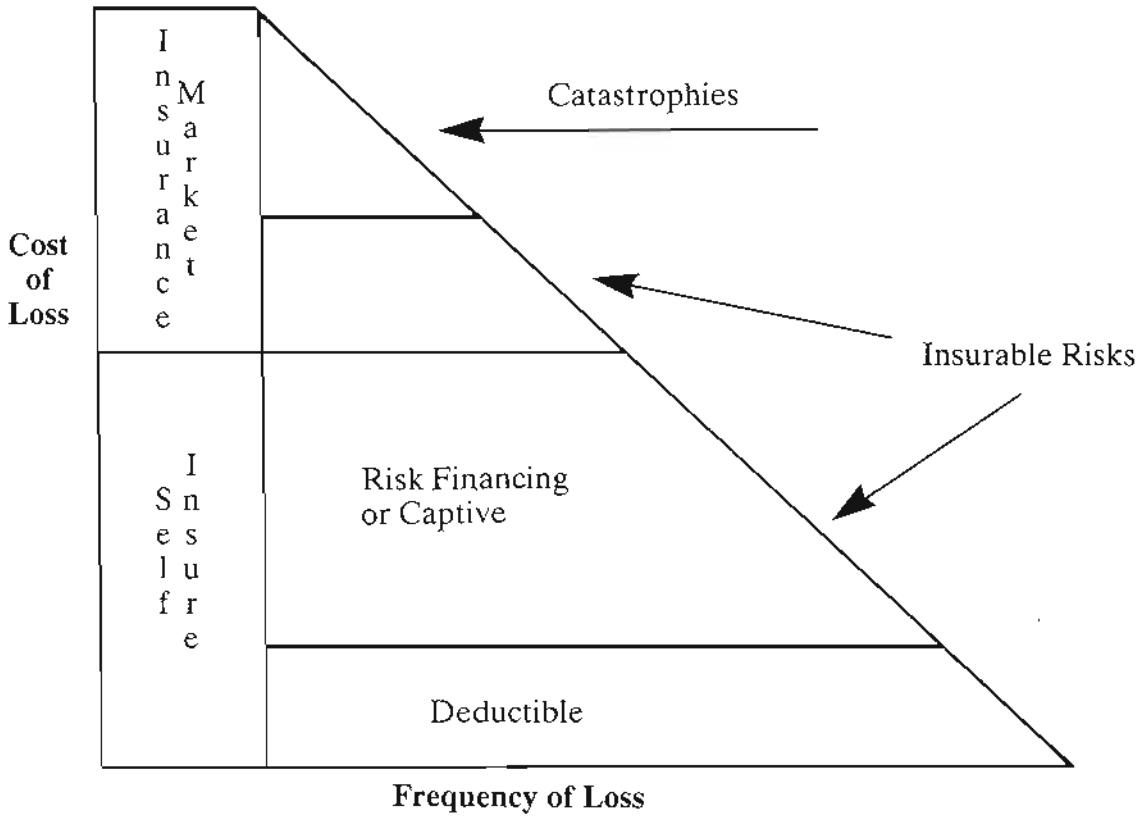 Insurance
Market
Catastrophies
Cost
of
Loss
Insurable Risks
Self
Insure
Risk Financing
or Captive
Deductible
Frequency of Loss